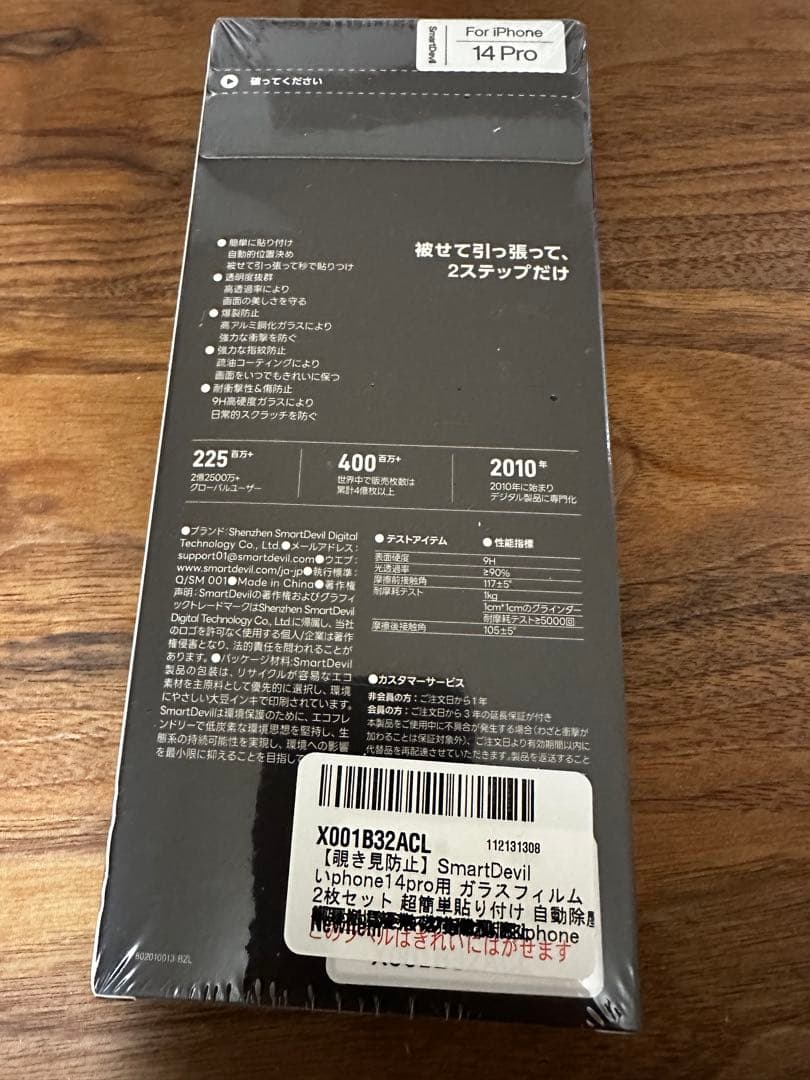 SmartDevil
For iPhone
14 Pro
破ってください
被せて引っ張って、
2ステップだけ
●簡単に貼り付け
自動的位置決め
被せて引っ張って秒で貼りつけ
●透明度抜群
高透過率により
画面の美しさを守る
●爆裂防止
高アルミ鋼化ガラスにより
強力な衝撃を防ぐ
●強力な指紋防止
疏油コーティングにより
画面をいつでもきれいに保つ
●耐衝撃性&傷防止
9H高硬度ガラスにより
日常的スクラッチを防ぐ
225百万+
2億2500万+
グローバルユーザー
400百万+
世界中で販売枚数は
累計4億枚以上
2010年
2010年に始まり
デジタル製品に専門化
●ブランド:Shenzhen SmartDevil Digital
Technology Co., Ltd.●メールアドレス:
support01@smartdevil.com●ウエブ:
www.smartdevil.com/ja-jp●執行標準:
Q/SM 001●Made in China●著作権
声明:SmartDevilの著作権およびグラフィ
ックトレードマークはShenzhen SmartDevil
Digital Technology Co., Ltd.に帰属し、当社
のロゴを許可なく使用する個人/企業は著作
権侵害となり、法的責任を問われることが
あります。●パッケージ材料:SmartDevil
製品の包装は、リサイクルが容易なエコ
素材を主原料として優先的に選択し、環境
にやさしい大豆インキで印刷されています。
SmartDevilは環境保護のために、エコフレ
ンドリーで低炭素な環境思想を堅持し、生
態系の持続可能性を実現し、環境への影響
を最小限に抑えることを目指して
●テストアイテム ●性能指標
表面硬度 9H
光透過率 ≥90%
摩擦前接触角 117±5°
耐摩耗テスト 1kg
1cm*1cmのグラインダー
耐摩耗テスト≥5000回
摩擦後接触角 105±5°
●カスタマーサービス
非会員の方:ご注文日から1年
会員の方:ご注文日から3年の延長保証が付き
本製品をご使用中に不具合が発生する場合(わざと衝撃が
加わることは保証対象外)、ご注文日より有効期間以内に
代替品を再配達させていただきます。製品を返送すること
X001B32ACL
112131308
【覗き見防止】SmartDevil
いphone14pro用 ガラスフィルム
2枚セット 超簡単貼り付け 自動除
iphone
このラベルはきれいにはがせます
802010013-BZL